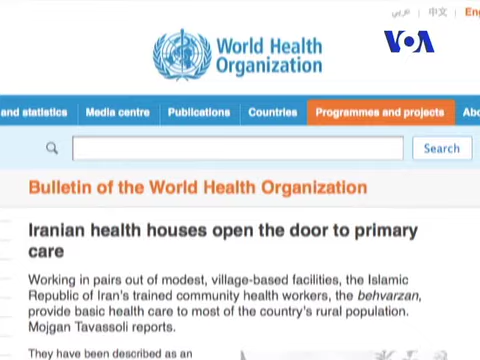 عربي
中文
VOA
World Health
Organization
and statistics
Media centre
Publications
Countries
Programmes and projects
Search
Bulletin of the World Health Organization
Iranian health houses open the door to primary
care
Working in pairs out of modest, village-based facilities, the Islamic
Republic of Iran's trained community health workers, the behvarzan,
provide basic health care to most of the country's rural population.
Mojgan Tavassoli reports.
They have been described as an